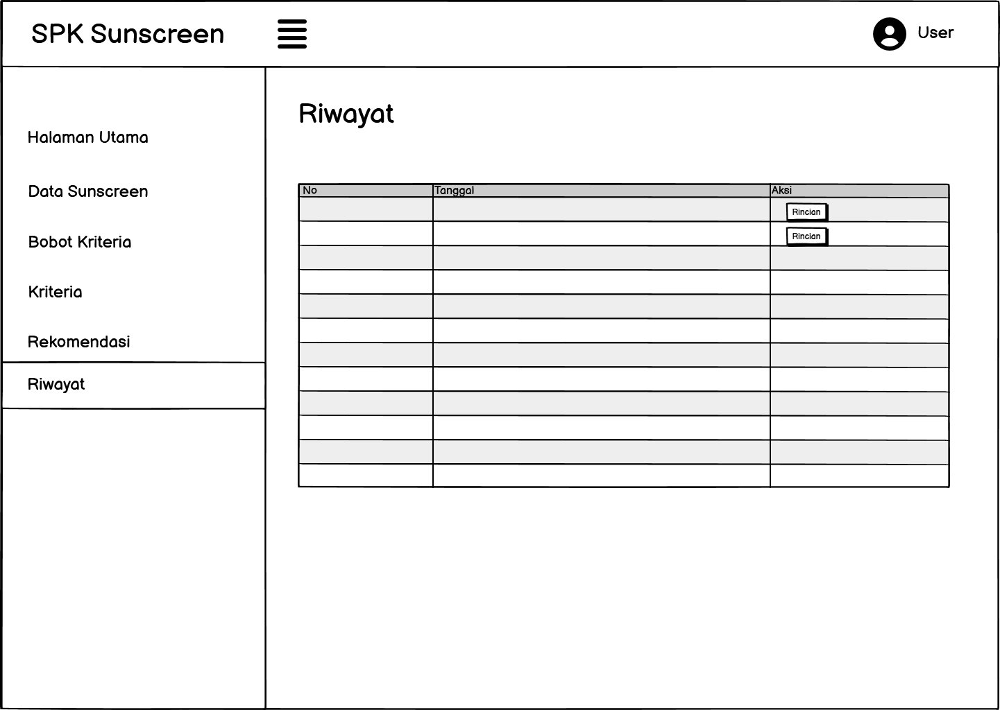 SPK Sunscreen
User
Halaman Utama
Data Sunscreen
Bobot Kriteria
Kriteria
Rekomendasi
Riwayat
Riwayat
No Tanggal Aksi
Rincian
Rincian